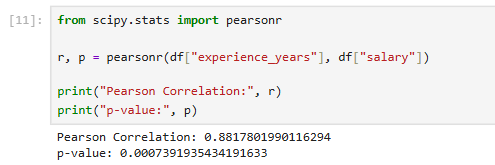 [11]:
from scipy.stats import pearsonr
r, p = pearsonr(df["experience_years"], df["salary"])
print("Pearson Correlation:", r)
print("p-value:", p)
Pearson Correlation: 0.8817801990116294
p-value: 0.0007391935434191633